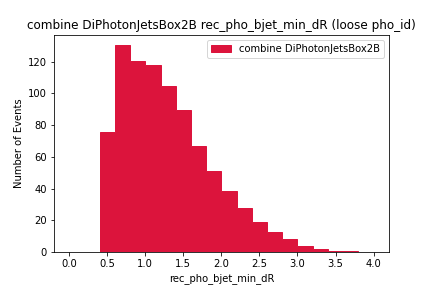 combine DiPhotonJetsBox2B rec_pho_bjet_min_dR (loose pho_id)
combine DiPhotonJetsBox2B
Number of Events
120
100
80
60
40
20
0
0.0 0.5 1.0 1.5 2.0 2.5 3.0 3.5 4.0
rec_pho_bjet_min_dR